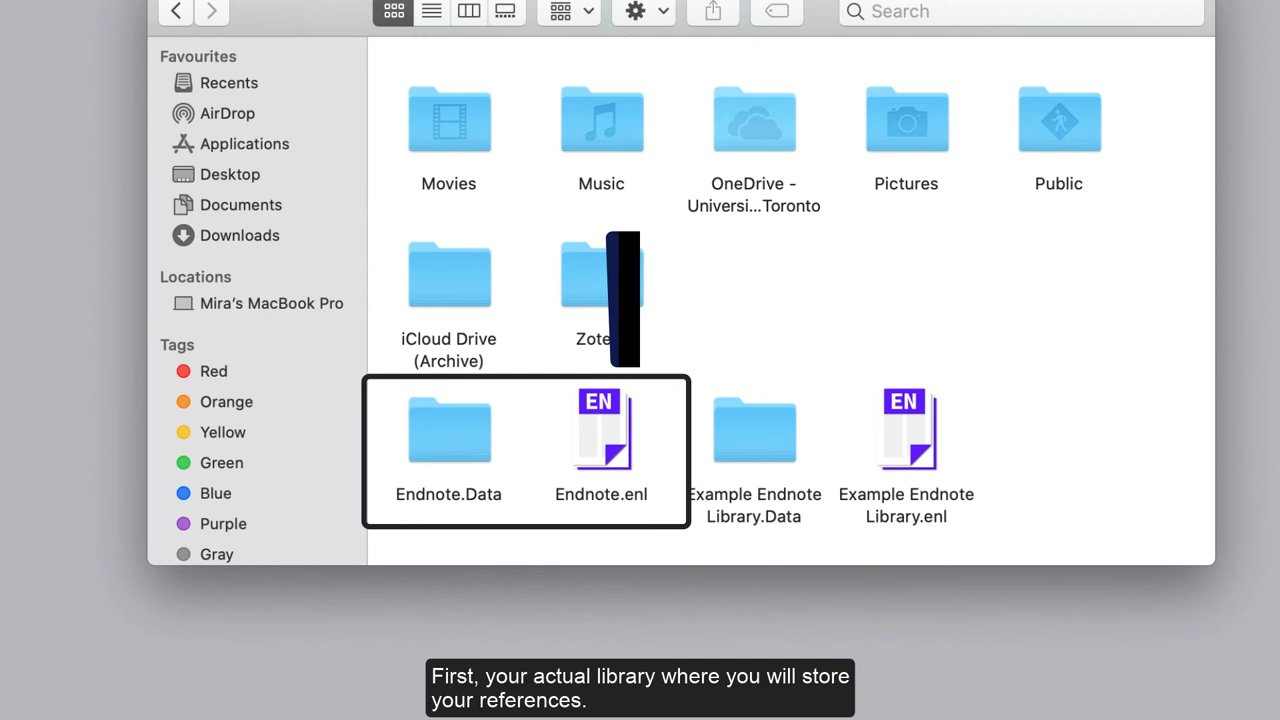 Search
Favourites
Recents
AirDrop
Applications
Desktop
Documents
Downloads
Locations
Mira's MacBook Pro
Tags
Red
Orange
Yellow
Green
Blue
Purple
Gray
Movies
Music
OneDrive -
Universi...Toronto
Pictures
Public
iCloud Drive
(Archive)
EN
EN
Endnote.Data
Endnote.enl
Example Endnote
Library.Data
Example Endnote
Library.enl
First, your actual library where you will store
your references.